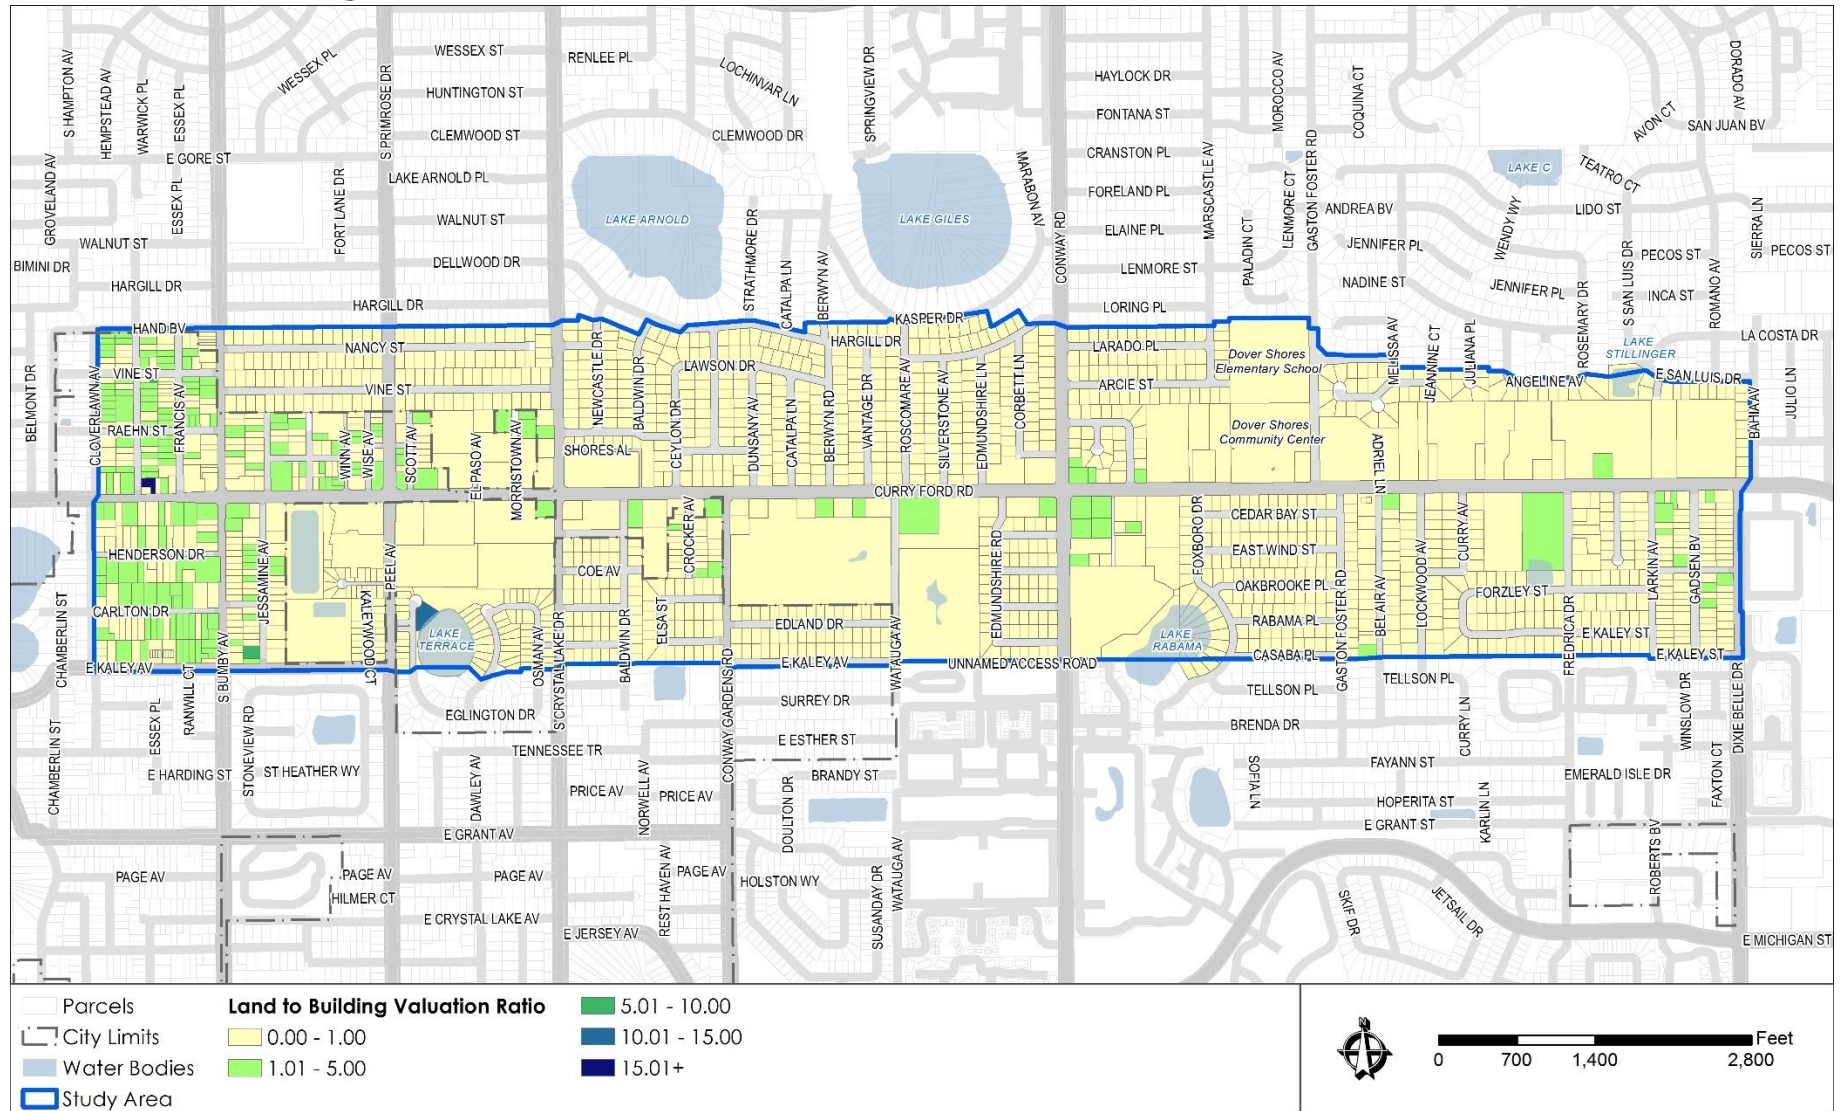 WESSEX ST
RENLEE PL
S HAMPTON AV
HEMPSTEAD AV
WARWICK PL
ESSEX PL
WESSEX PL
S PRIMROSE DR
HUNTINGTON ST
LOCHINVAR LN
SPRINGVIEW DR
HAYLOCK DR
MOROCCO AV
COQUINA CT
DORADO AV
FONTANA ST
AVON CT
SAN JUAN BV
CLEMWOOD ST
CLEMWOOD DR
GROVELAND AV
E GORE ST
CRANSTON PL
MARABON AV
MARSCASTLE AV
GASTON FOSTER RD
LAKE C
TEATRO CT
LAKE ARNOLD PL
FORELAND PL
ESSEX PL
FORT LANE DR
WALNUT ST
LAKE ARNOLD
LAKE GILES
LENMORE CT
ANDREA BV
LIDO ST
WALNUT ST
ELAINE PL
CONWAY RD
PALADIN CT
JENNIFER PL
WENDY WY
SIERRA LN
PECOS ST
PECOS ST
BIMINI DR
DELLWOOD DR
STRATHMORE DR
CATALPA LN
BERWYN AV
LENMORE ST
NADINE ST
JENNIFER PL
S SAN LUIS DR
ROMANO AV
HARGILL DR
HARGILL DR
LORING PL
INCA ST
ROSEMARY DR
HAND BV
KASPER DR
LA COSTA DR
NANCY ST
HARGILL DR
LARADO PL
Dover Shores
Elementary School
MELISSA AV
JEANNINE CT
JULIANA PL
LAKE
STILLINGER
BELMONT DR
CLOVERLAWN AV
VINE ST
VINE ST
FRANCIS AV
NEWCASTLE DR
BALDWIN DR
LAWSON DR
ARGIE ST
ANGELINE AV
E SAN LUIS DR
JULIO LN
BAHIA AV
RAEHN ST
WINN AV
WISE AV
SCOTT AV
EL PASO AV
MORRISTOWN AV
SHORES AL
CEYLON DR
DUNSANY AV
CATALPA LN
BERWYN RD
VANTAGE DR
ROSCOMARE AV
SILVERSTONE AV
EDMUNDSHIRE LN
CORBETT LN
Dover Shores
Community Center
ADRIEL LN
CURRY FORD RD
CROCKER AV
FOXBORO DR
CEDAR BAY ST
CURRY AV
HENDERSON DR
JESSAMINE AV
PEEL AV
COE AV
EDMUNDSHIRE RD
EAST WIND ST
LOCKWOOD AV
LARKIN AV
GADSEN BV
CHAMBERLIN ST
CARLTON DR
KALEYWOOD CT
LAKE
TERRACE
OSMAN AV
S CRYSTAL LAKE DR
BALDWIN DR
ELSA ST
EDLAND DR
WATAUGA AV
LAKE
RABAMA
OAKBROOKE PL
RABAMA PL
GASTON FOSTER RD
BEL AIR AV
FORZLEY ST
FREDRICA DR
E KALEY ST
E KALEY AV
RANWILL CT
S BUMBY AV
E KALEY AV
UNNAMED ACCESS ROAD
CASABA PL
E KALEY ST
CHAMBERLIN ST
ESSEX PL
STONEVIEW RD
EGLINGTON DR
CONWAY GARDENS RD
SURREY DR
TELLSON PL
TELLSON PL
BRENDA DR
CURRY LN
WINSLOW DR
DIXIE BELLE DR
TENNESSEE TR
E ESTHER ST
E HARDING ST
ST HEATHER WY
DAWLEY AV
PRICE AV
NORWELL AV
PRICE AV
BRANDY ST
DOULTON DR
SOFIA LN
FAYANN ST
EMERALD ISLE DR
FAXTON CT
HOPERITA ST
KARLIN LN
E GRANT AV
E GRANT ST
PAGE AV
PAGE AV
HILMER CT
PAGE AV
REST HAVEN AV
PAGE AV
HOLSTON WY
SUSANDAY DR
WATAUGA AV
ROBERTS BV
E CRYSTAL LAKE AV
E JERSEY AV
SKIF DR
JETSAIL DR
E MICHIGAN ST
Parcels
City Limits
Water Bodies
Study Area
Land to Building Valuation Ratio
0.00 - 1.00
1.01 - 5.00
5.01 - 10.00
10.01 - 15.00
15.01+
N
Feet
0 700 1,400 2,800